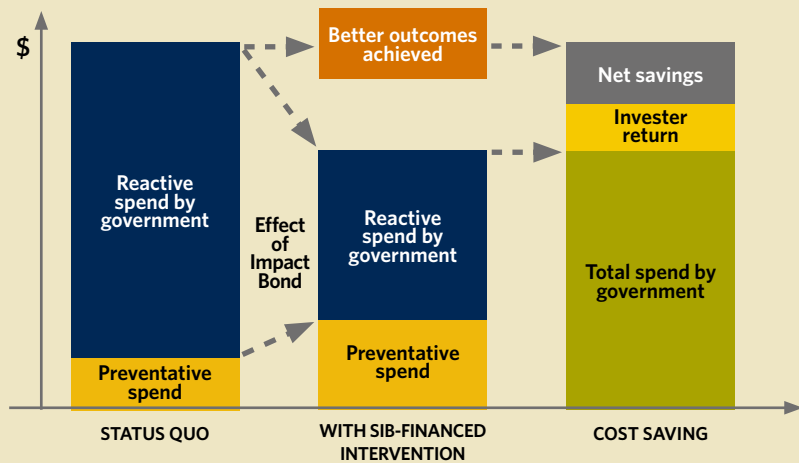 $
Better outcomes
achieved
Net savings
Invester
return
Reactive
spend by
government
Effect
of
Impact
Bond
Reactive
spend by
government
Total spend by
government
Preventative
spend
Preventative
spend
STATUS QUO
WITH SIB-FINANCED
INTERVENTION
COST SAVING